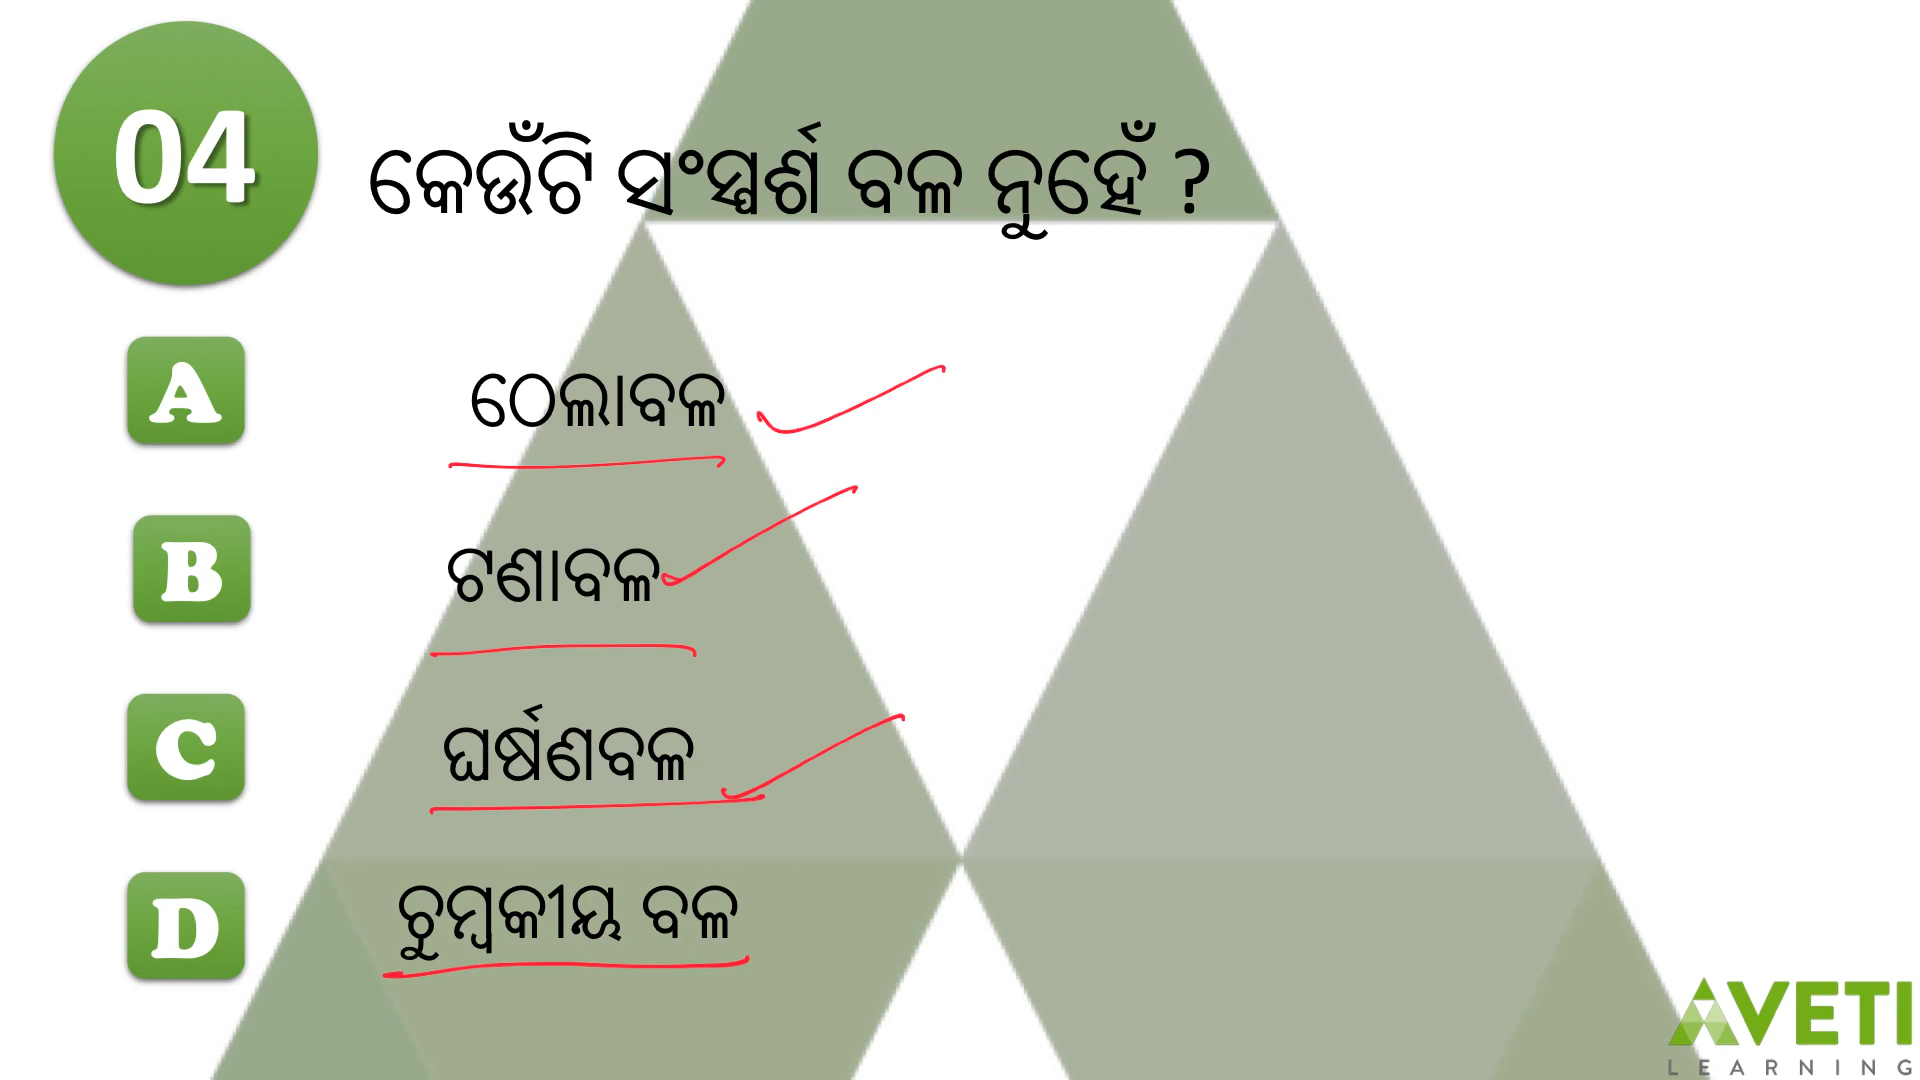 04
କେଉଁଟି ସଂସ୍ପର୍ଶ ବଳ ନୁହେଁ ?
A
ଠେଲାବଳ
B
ଟଣାବଳ
C
ଘର୍ଷଣବଳ
D
ଚୁମ୍ବକୀୟ ବଳ
AVETI
LEARNING